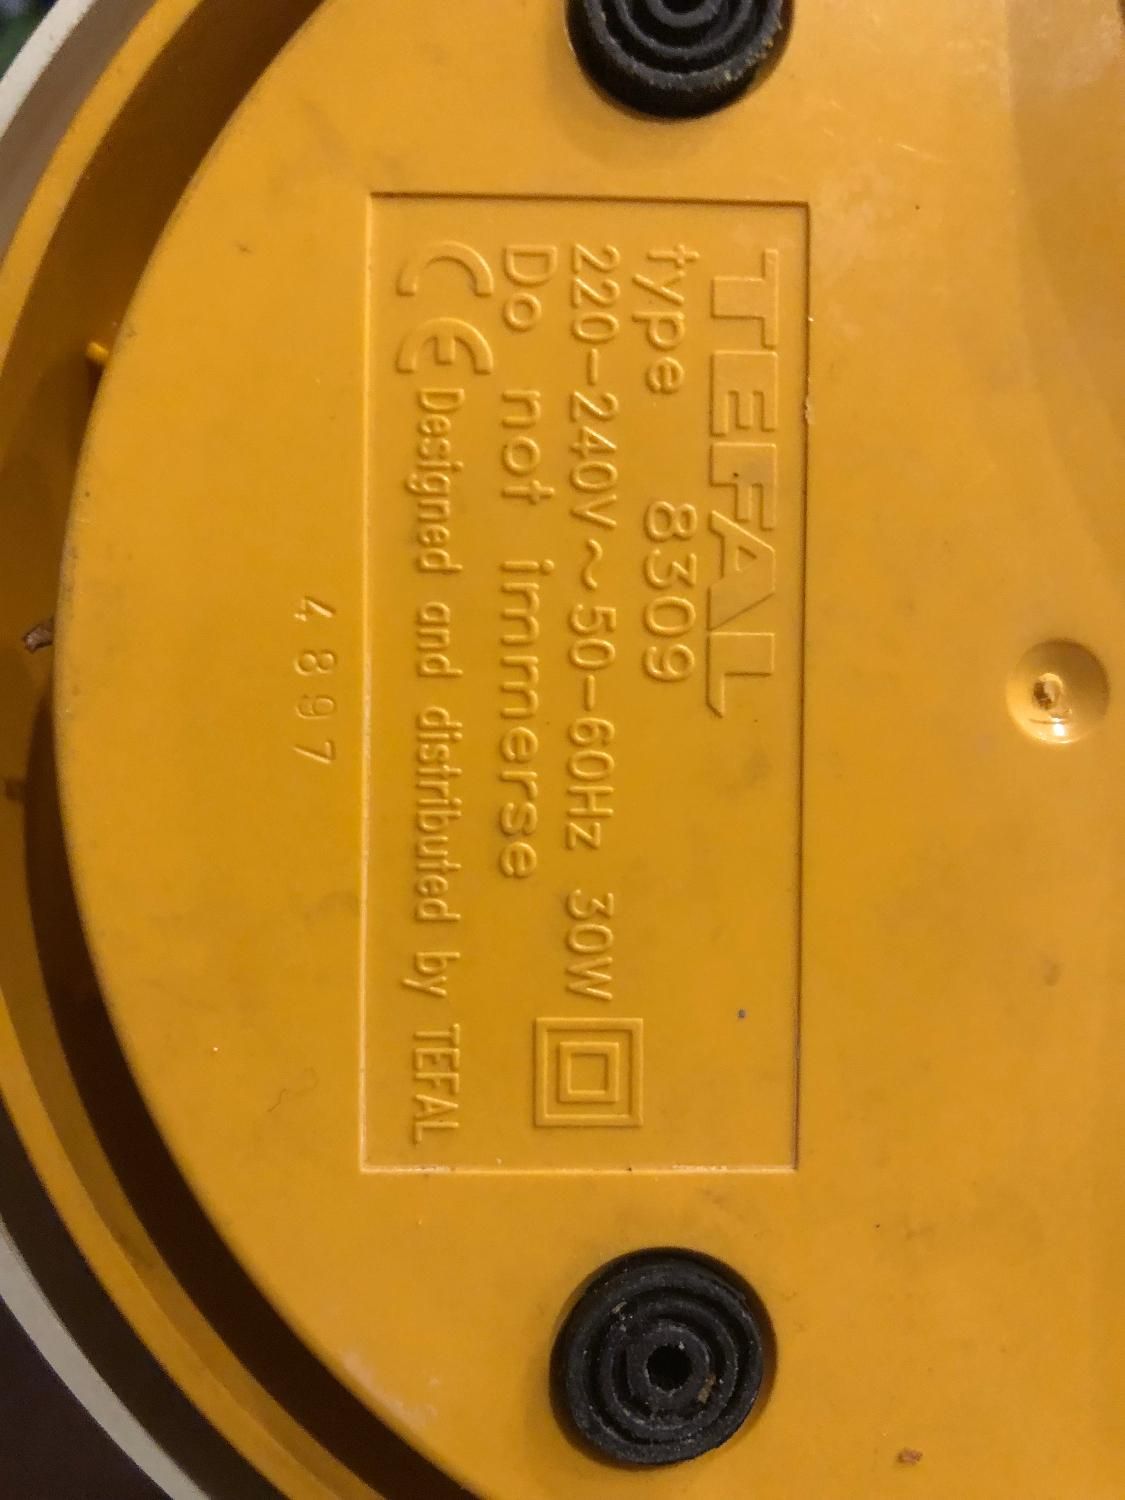 TEFAL
type 8309
220-240V~50-60Hz 30W
Do not immerse
CE Designed and distributed by TEFAL
4897